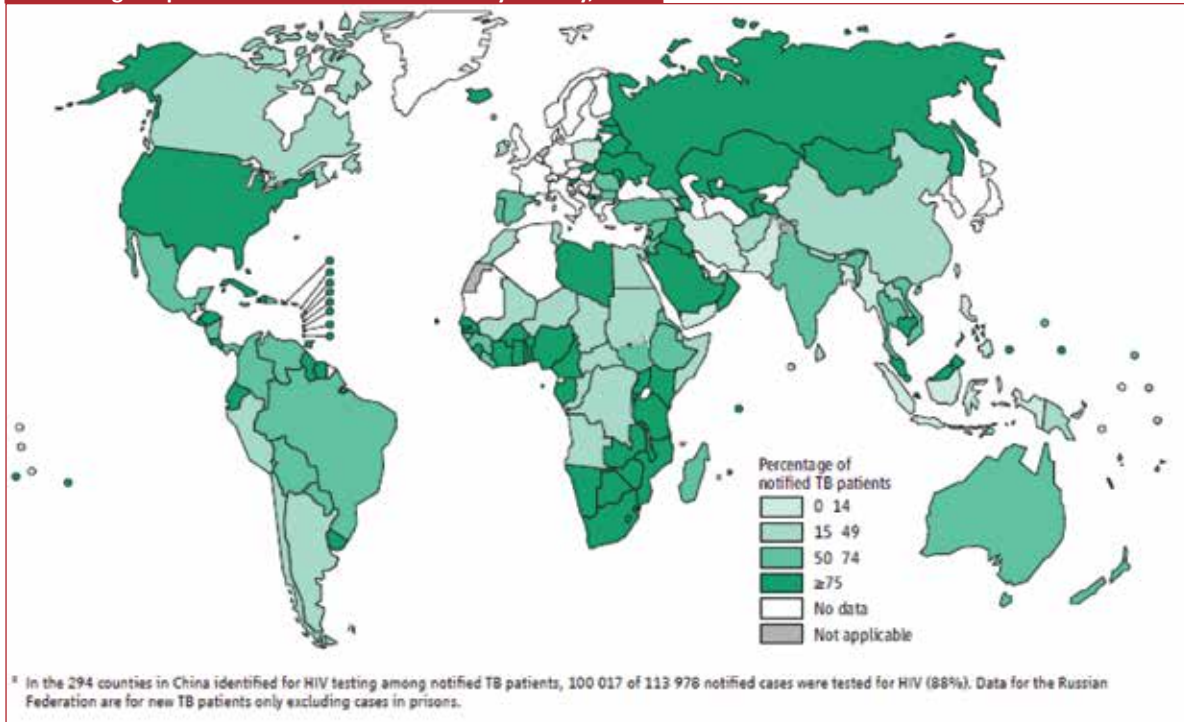 Percentage of
notified TB patients
0 14
15 49
50 74
≥75
No data
Not applicable
a In the 294 counties in China identified for HIV testing among notified TB patients, 100 017 of 113 978 notified cases were tested for HIV (88%). Data for the Russian
Federation are for new TB patients only excluding cases in prisons.